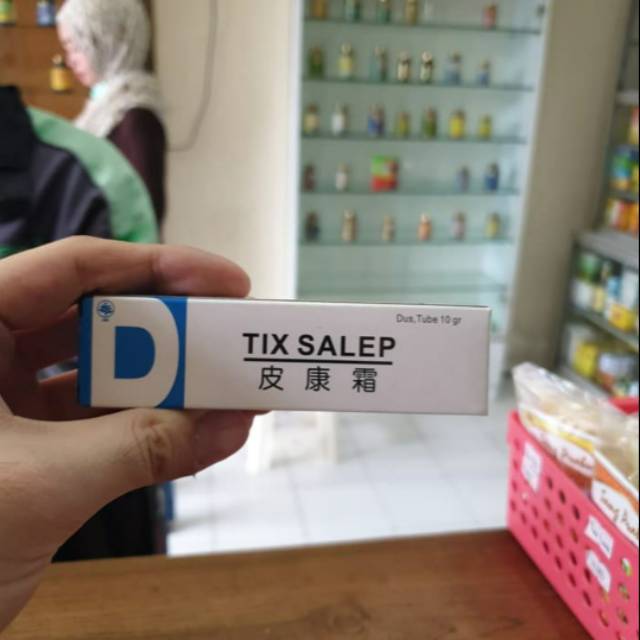 D
Dus, Tube 10 gr
TIX SALEP
皮康霜